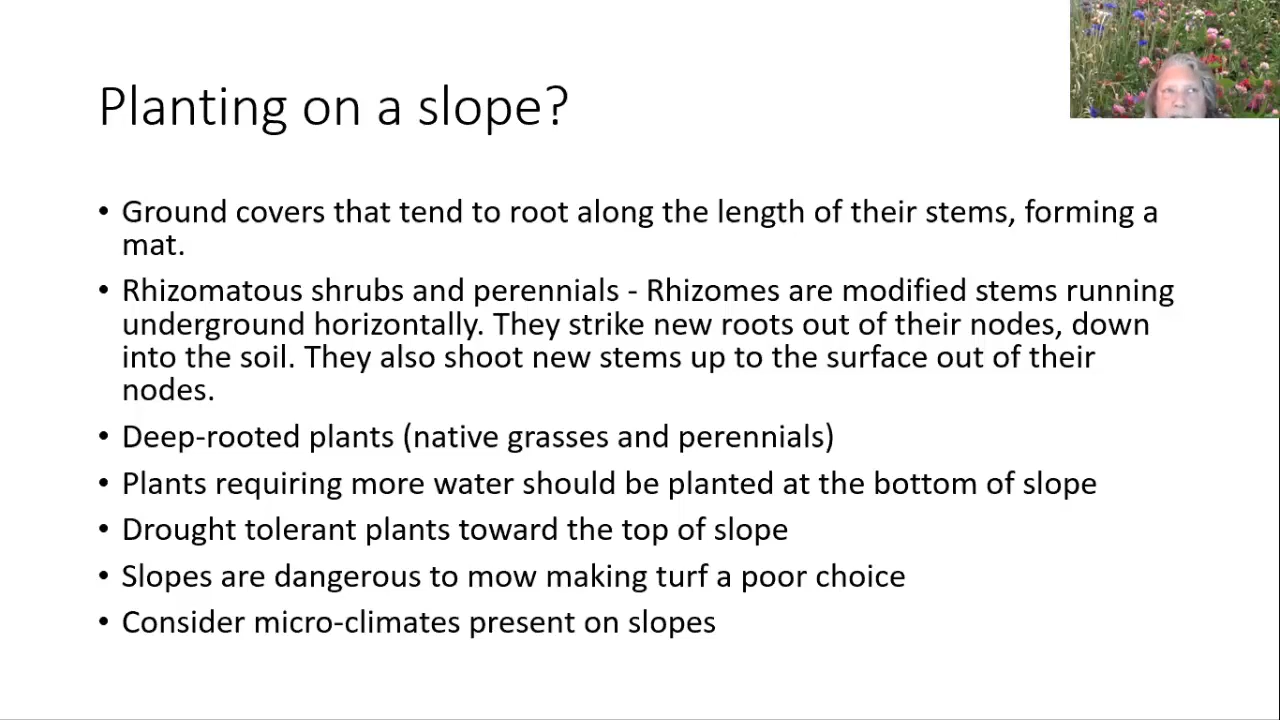 Planting on a slope?
• Ground covers that tend to root along the length of their stems, forming a
mat.
• Rhizomatous shrubs and perennials - Rhizomes are modified stems running
underground horizontally. They strike new roots out of their nodes, down
into the soil. They also shoot new stems up to the surface out of their
nodes.
• Deep-rooted plants (native grasses and perennials)
• Plants requiring more water should be planted at the bottom of slope
• Drought tolerant plants toward the top of slope
• Slopes are dangerous to mow making turf a poor choice
• Consider micro-climates present on slopes